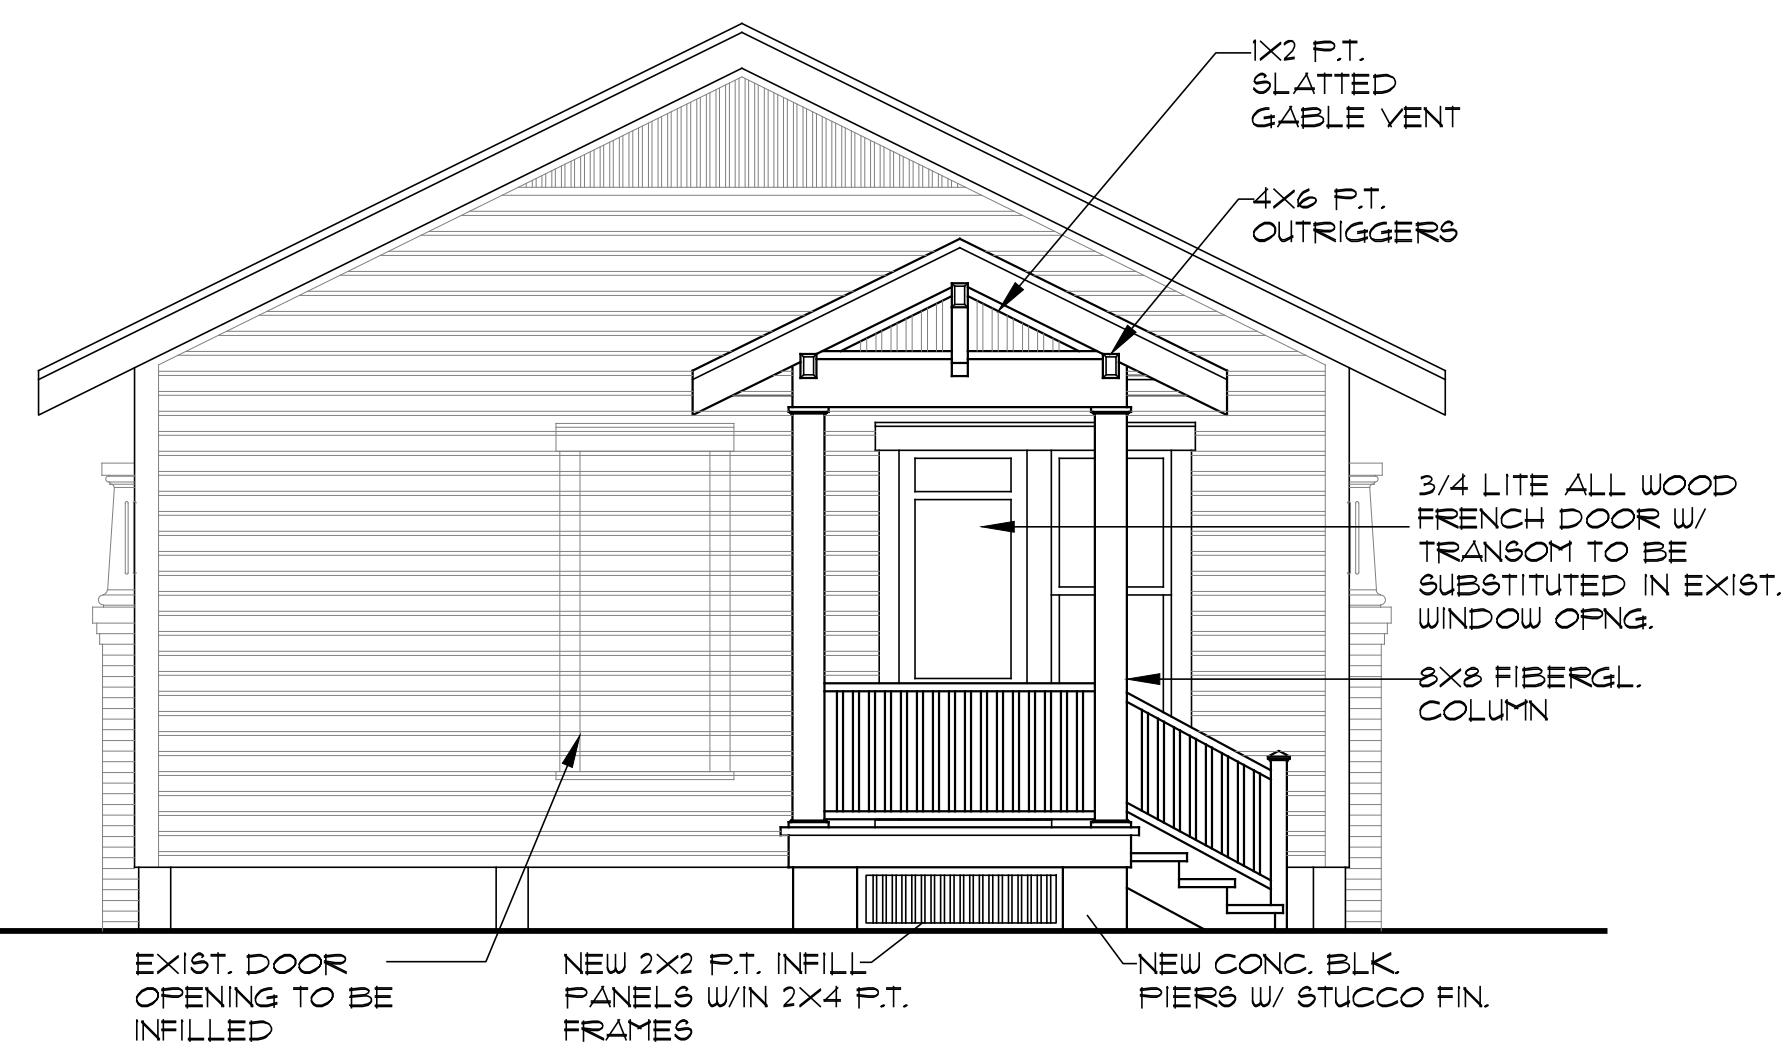 1X2 P.T.
SLATTED
GABLE VENT
4X6 P.T.
OUTRIGGERS
3/4 LITE ALL WOOD
FRENCH DOOR W/
TRANSOM TO BE
SUBSTITUTED IN EXIST.
WINDOW OPNG.
8X8 FIBERGL.
COLUMN
EXIST. DOOR
OPENING TO BE
INFILLED
NEW 2X2 P.T. INFILL
PANELS W/IN 2X4 P.T.
FRAMES
NEW CONC. BLK.
PIERS W/ STUCCO FIN.